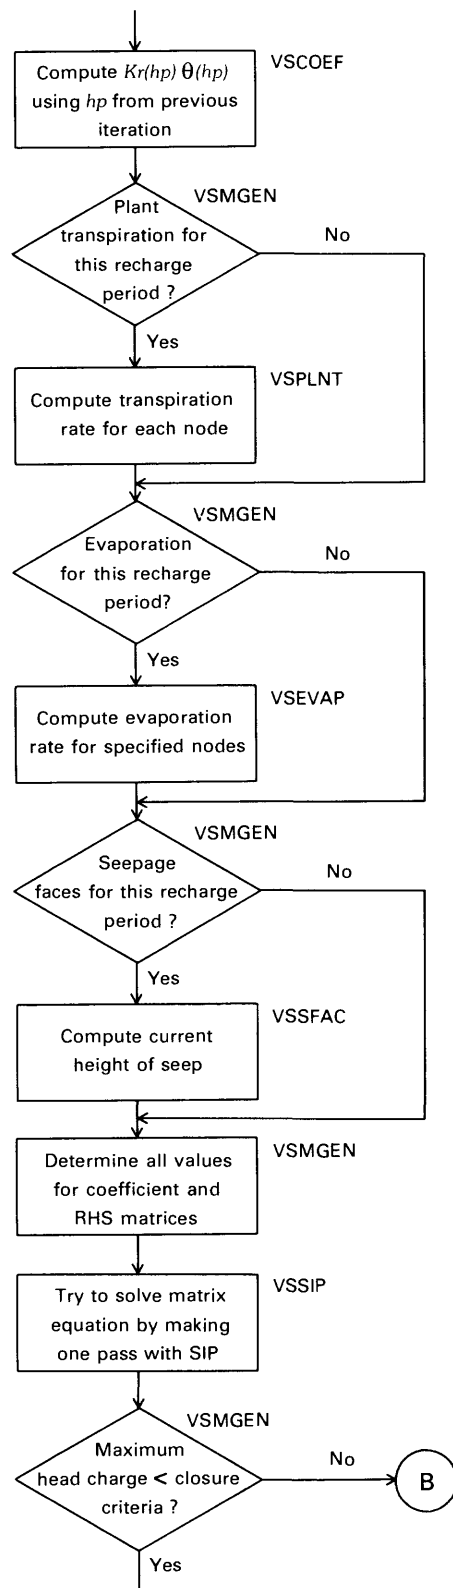 Compute Kr(hp) θ(hp)
using hp from previous
iteration
VSCOEF
VSMGEN
Plant
transpiration for
this recharge
period ?
No
Yes
VSPLNT
Compute transpiration
rate for each node
VSMGEN
Evaporation
for this recharge
period?
No
Yes
VSEVAP
Compute evaporation
rate for specified nodes
VSMGEN
Seepage
faces for this recharge
period ?
No
Yes
VSSFAC
Compute current
height of seep
VSMGEN
Determine all values
for coefficient and
RHS matrices
VSSIP
Try to solve matrix
equation by making
one pass with SIP
VSMGEN
Maximum
head charge < closure
criteria ?
No
B
Yes